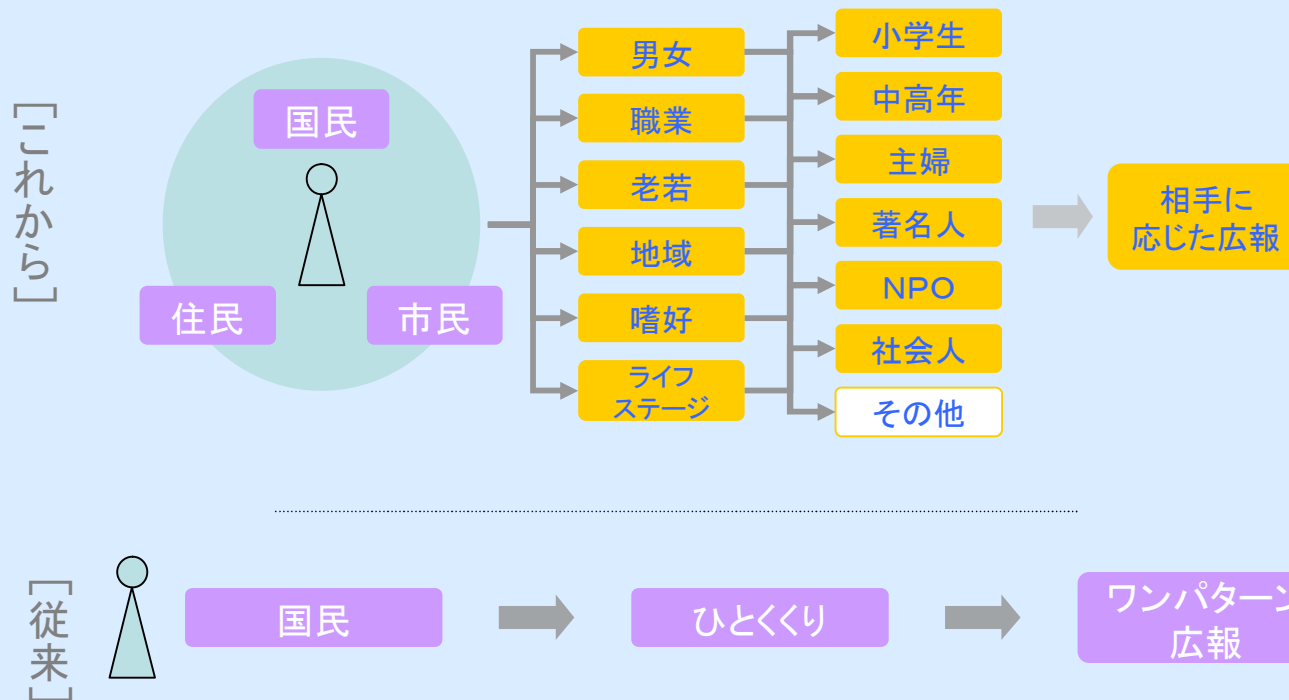 [これから]
国民
住民
市民
男女
職業
老若
地域
嗜好
ライフ
ステージ
小学生
中高年
主婦
著名人
NPO
社会人
その他
相手に
応じた広報
[従来]
国民
ひとくくり
ワンパターン
広報